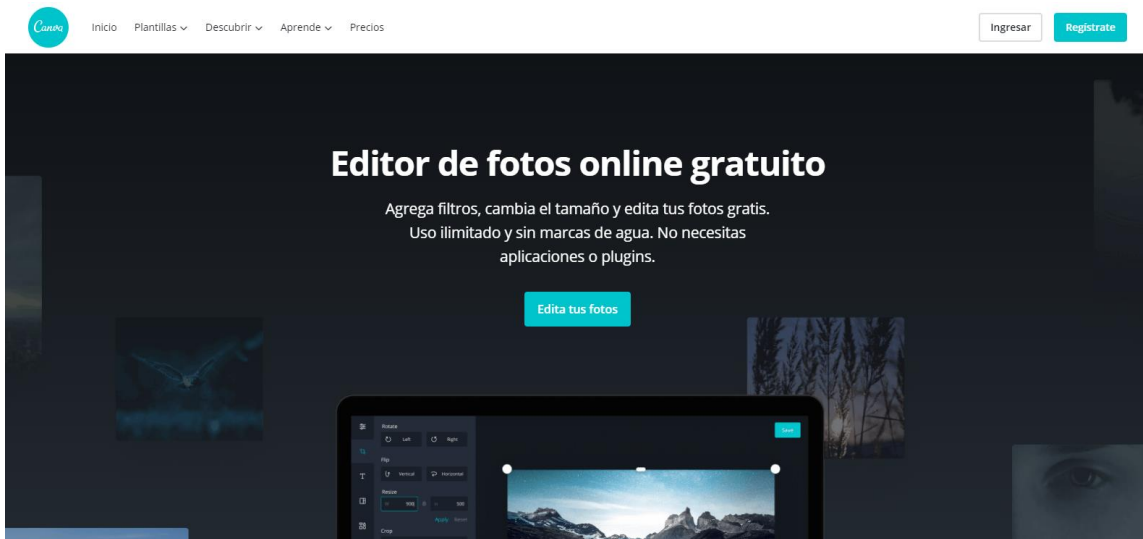 Canva
Inicio
Plantillas
Descubrir
Aprende
Precios
Ingresar
Regístrate
Editor de fotos online gratuito
Agrega filtros, cambia el tamaño y edita tus fotos gratis.
Uso ilimitado y sin marcas de agua. No necesitas
aplicaciones o plugins.
Edita tus fotos
Rotate
Left
Right
Save
Flip
Vertical
Horizontal
Resize
500
Apply
Reset
Crop